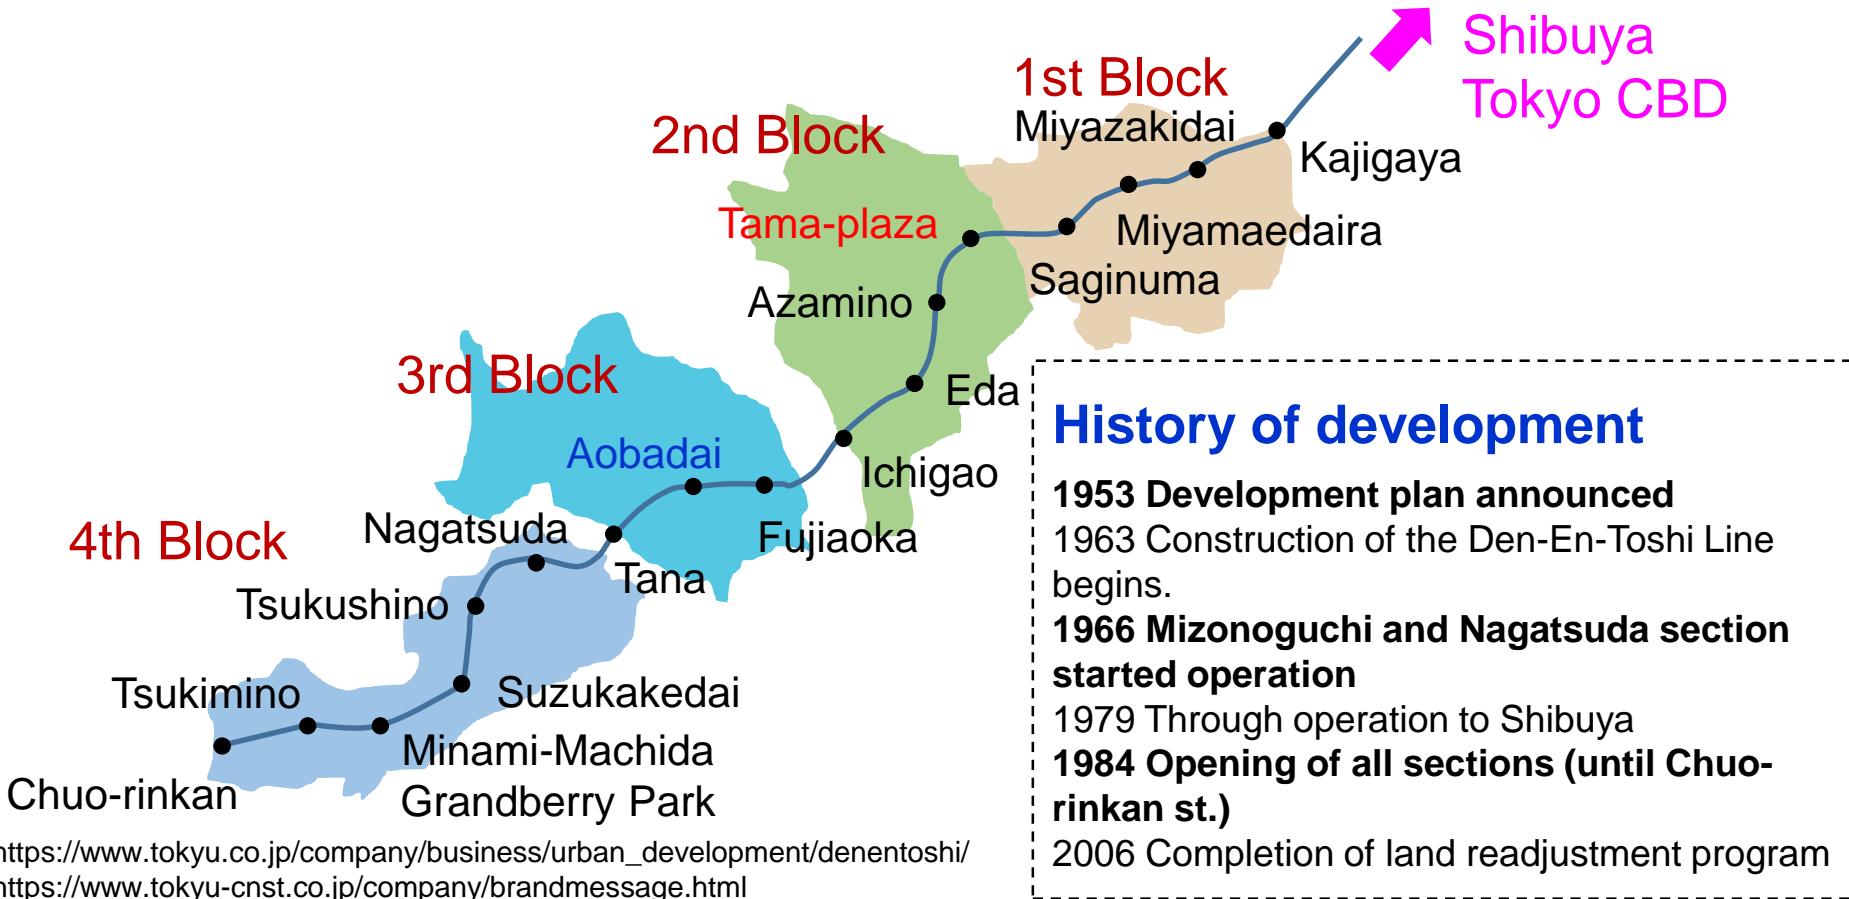 Shibuya
Tokyo CBD
1st Block
Miyazakidai
Kajigaya
2nd Block
Tama-plaza
Miyamaedaira
Saginuma
Azamino
3rd Block
Eda
Aobadai
Ichigao
4th Block
Nagatsuda
Fujiaoka
Tana
Tsukushino
Tsukimino
Suzukakedai
Minami-Machida
Grandberry Park
Chuo-rinkan
History of development
1953 Development plan announced
1963 Construction of the Den-En-Toshi Line
begins.
1966 Mizonoguchi and Nagatsuda section
started operation
1979 Through operation to Shibuya
1984 Opening of all sections (until Chuo-
rinkan st.)
2006 Completion of land readjustment program
https://www.tokyu.co.jp/company/business/urban_development/denentoshi/
https://www.tokyu-cnst.co.jp/company/brandmessage.html